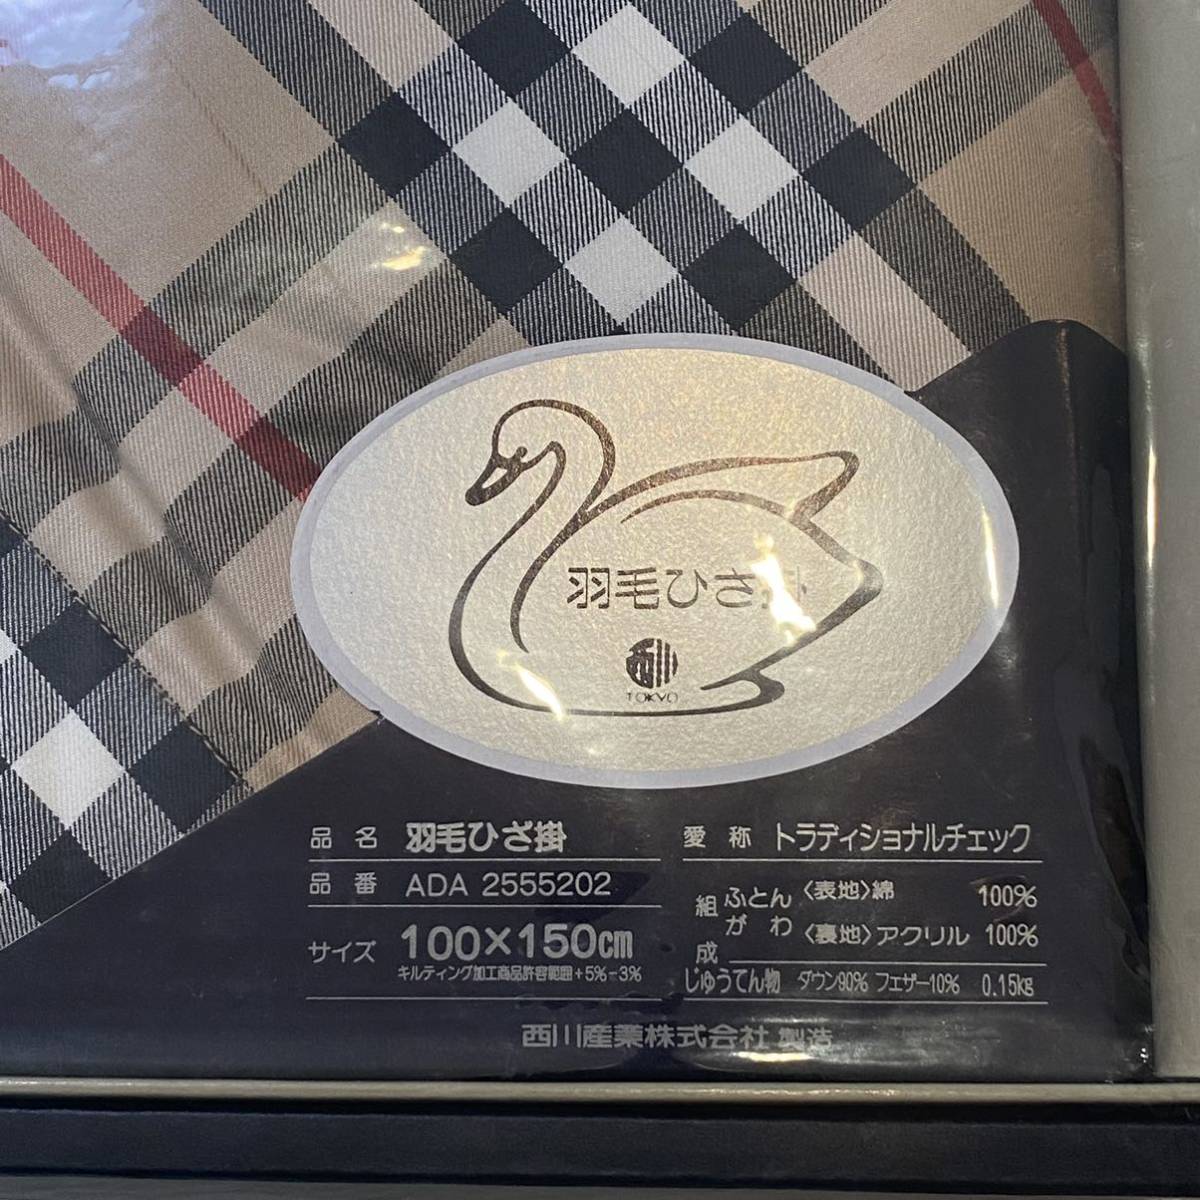 羽毛ひざ掛
TOKYO
品名 羽毛ひざ掛
品番 ADA 2555202
サイズ 100×150cm
キルティング加工商品許容範囲+5%-3%
愛称 トラディショナルチェック
組成 ふとんがわ 〈表地〉綿 100%
〈裏地〉アクリル 100%
じゅうてん物 ダウン90% フェザー10% 0.15kg
西川産業株式会社 製造